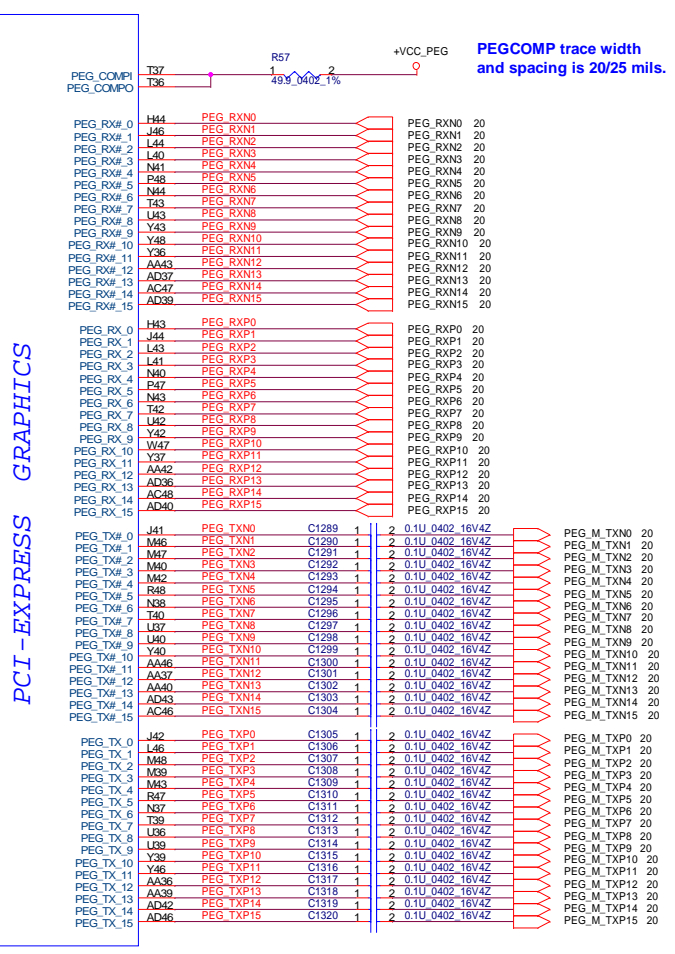 PCI-EXPRESS GRAPHICS
R57
+VCC_PEG
PEGCOMP trace width
and spacing is 20/25 mils.
PEG_COMPI T37 1 2
PEG_COMPO T36 49.9_0402_1%
PEG_RX#_0 H44 PEG_RXN0 PEG_RXN0 20
PEG_RX#_1 J46 PEG_RXN1 PEG_RXN1 20
PEG_RX#_2 L44 PEG_RXN2 PEG_RXN2 20
PEG_RX#_3 L40 PEG_RXN3 PEG_RXN3 20
PEG_RX#_4 N41 PEG_RXN4 PEG_RXN4 20
PEG_RX#_5 P48 PEG_RXN5 PEG_RXN5 20
PEG_RX#_6 N44 PEG_RXN6 PEG_RXN6 20
PEG_RX#_7 T43 PEG_RXN7 PEG_RXN7 20
PEG_RX#_8 U43 PEG_RXN8 PEG_RXN8 20
PEG_RX#_9 Y43 PEG_RXN9 PEG_RXN9 20
PEG_RX#_10 Y48 PEG_RXN10 PEG_RXN10 20
PEG_RX#_11 Y36 PEG_RXN11 PEG_RXN11 20
PEG_RX#_12 AA43 PEG_RXN12 PEG_RXN12 20
PEG_RX#_13 AD37 PEG_RXN13 PEG_RXN13 20
PEG_RX#_14 AC47 PEG_RXN14 PEG_RXN14 20
PEG_RX#_15 AD39 PEG_RXN15 PEG_RXN15 20
PEG_RX_0 H43 PEG_RXP0 PEG_RXP0 20
PEG_RX_1 J44 PEG_RXP1 PEG_RXP1 20
PEG_RX_2 L43 PEG_RXP2 PEG_RXP2 20
PEG_RX_3 L41 PEG_RXP3 PEG_RXP3 20
PEG_RX_4 N40 PEG_RXP4 PEG_RXP4 20
PEG_RX_5 P47 PEG_RXP5 PEG_RXP5 20
PEG_RX_6 N43 PEG_RXP6 PEG_RXP6 20
PEG_RX_7 T42 PEG_RXP7 PEG_RXP7 20
PEG_RX_8 U42 PEG_RXP8 PEG_RXP8 20
PEG_RX_9 Y42 PEG_RXP9 PEG_RXP9 20
PEG_RX_10 W47 PEG_RXP10 PEG_RXP10 20
PEG_RX_11 Y37 PEG_RXP11 PEG_RXP11 20
PEG_RX_12 AA42 PEG_RXP12 PEG_RXP12 20
PEG_RX_13 AD36 PEG_RXP13 PEG_RXP13 20
PEG_RX_14 AC48 PEG_RXP14 PEG_RXP14 20
PEG_RX_15 AD40 PEG_RXP15 PEG_RXP15 20
PEG_TX#_0 J41 PEG_TXN0 C1289 1 2 0.1U_0402_16V4Z PEG_M_TXN0 20
PEG_TX#_1 M46 PEG_TXN1 C1290 1 2 0.1U_0402_16V4Z PEG_M_TXN1 20
PEG_TX#_2 M47 PEG_TXN2 C1291 1 2 0.1U_0402_16V4Z PEG_M_TXN2 20
PEG_TX#_3 M40 PEG_TXN3 C1292 1 2 0.1U_0402_16V4Z PEG_M_TXN3 20
PEG_TX#_4 M42 PEG_TXN4 C1293 1 2 0.1U_0402_16V4Z PEG_M_TXN4 20
PEG_TX#_5 R48 PEG_TXN5 C1294 1 2 0.1U_0402_16V4Z PEG_M_TXN5 20
PEG_TX#_6 N38 PEG_TXN6 C1295 1 2 0.1U_0402_16V4Z PEG_M_TXN6 20
PEG_TX#_7 T40 PEG_TXN7 C1296 1 2 0.1U_0402_16V4Z PEG_M_TXN7 20
PEG_TX#_8 U37 PEG_TXN8 C1297 1 2 0.1U_0402_16V4Z PEG_M_TXN8 20
PEG_TX#_9 U40 PEG_TXN9 C1298 1 2 0.1U_0402_16V4Z PEG_M_TXN9 20
PEG_TX#_10 Y40 PEG_TXN10 C1299 1 2 0.1U_0402_16V4Z PEG_M_TXN10 20
PEG_TX#_11 AA46 PEG_TXN11 C1300 1 2 0.1U_0402_16V4Z PEG_M_TXN11 20
PEG_TX#_12 AA37 PEG_TXN12 C1301 1 2 0.1U_0402_16V4Z PEG_M_TXN12 20
PEG_TX#_13 AA40 PEG_TXN13 C1302 1 2 0.1U_0402_16V4Z PEG_M_TXN13 20
PEG_TX#_14 AD43 PEG_TXN14 C1303 1 2 0.1U_0402_16V4Z PEG_M_TXN14 20
PEG_TX#_15 AC46 PEG_TXN15 C1304 1 2 0.1U_0402_16V4Z PEG_M_TXN15 20
PEG_TX_0 J42 PEG_TXP0 C1305 1 2 0.1U_0402_16V4Z PEG_M_TXP0 20
PEG_TX_1 L46 PEG_TXP1 C1306 1 2 0.1U_0402_16V4Z PEG_M_TXP1 20
PEG_TX_2 M48 PEG_TXP2 C1307 1 2 0.1U_0402_16V4Z PEG_M_TXP2 20
PEG_TX_3 M39 PEG_TXP3 C1308 1 2 0.1U_0402_16V4Z PEG_M_TXP3 20
PEG_TX_4 M43 PEG_TXP4 C1309 1 2 0.1U_0402_16V4Z PEG_M_TXP4 20
PEG_TX_5 R47 PEG_TXP5 C1310 1 2 0.1U_0402_16V4Z PEG_M_TXP5 20
PEG_TX_6 N37 PEG_TXP6 C1311 1 2 0.1U_0402_16V4Z PEG_M_TXP6 20
PEG_TX_7 T39 PEG_TXP7 C1312 1 2 0.1U_0402_16V4Z PEG_M_TXP7 20
PEG_TX_8 U36 PEG_TXP8 C1313 1 2 0.1U_0402_16V4Z PEG_M_TXP8 20
PEG_TX_9 U39 PEG_TXP9 C1314 1 2 0.1U_0402_16V4Z PEG_M_TXP9 20
PEG_TX_10 Y39 PEG_TXP10 C1315 1 2 0.1U_0402_16V4Z PEG_M_TXP10 20
PEG_TX_11 Y46 PEG_TXP11 C1316 1 2 0.1U_0402_16V4Z PEG_M_TXP11 20
PEG_TX_12 AA36 PEG_TXP12 C1317 1 2 0.1U_0402_16V4Z PEG_M_TXP12 20
PEG_TX_13 AA39 PEG_TXP13 C1318 1 2 0.1U_0402_16V4Z PEG_M_TXP13 20
PEG_TX_14 AD42 PEG_TXP14 C1319 1 2 0.1U_0402_16V4Z PEG_M_TXP14 20
PEG_TX_15 AD46 PEG_TXP15 C1320 1 2 0.1U_0402_16V4Z PEG_M_TXP15 20